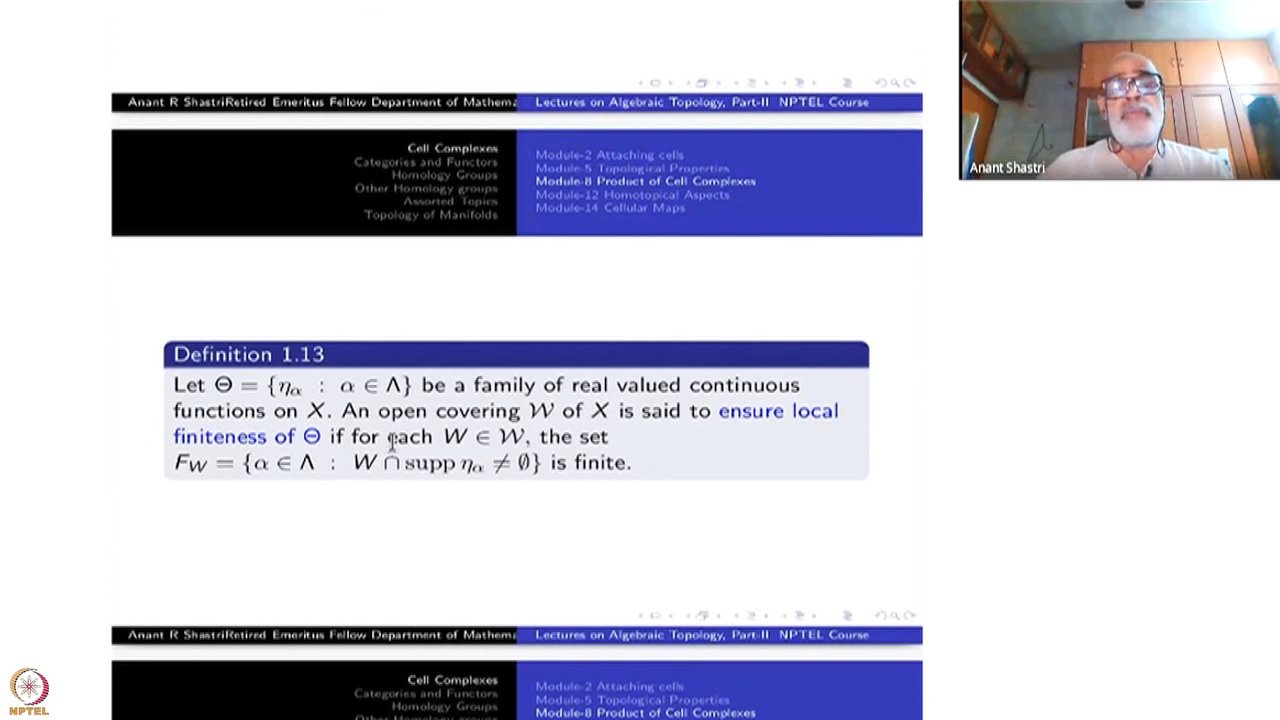 Anant R ShastriRetired Emeritus Fellow Department of Mathema
Lectures on Algebraic Topology, Part-II NPTEL Course
Cell Complexes
Categories and Functors
Homology Groups
Other Homology groups
Assorted Topics
Topology of Manifolds
Module-2 Attaching cells
Module-5 Topological Properties
Module-8 Product of Cell Complexes
Module-12 Homotopical Aspects
Module-14 Cellular Maps
Anant Shastri
Definition 1.13
Let Θ = {η_α : α ∈ Λ} be a family of real valued continuous
functions on X. An open covering 𝒲 of X is said to ensure local
finiteness of Θ if for each W ∈ 𝒲, the set
F_W = {α ∈ Λ : W ∩ supp η_α ≠ ∅} is finite.
Anant R ShastriRetired Emeritus Fellow Department of Mathema
Lectures on Algebraic Topology, Part-II NPTEL Course
Cell Complexes
Categories and Functors
Homology Groups
Module-2 Attaching cells
Module-5 Topological Properties
Module-8 Product of Cell Complexes
NPTEL